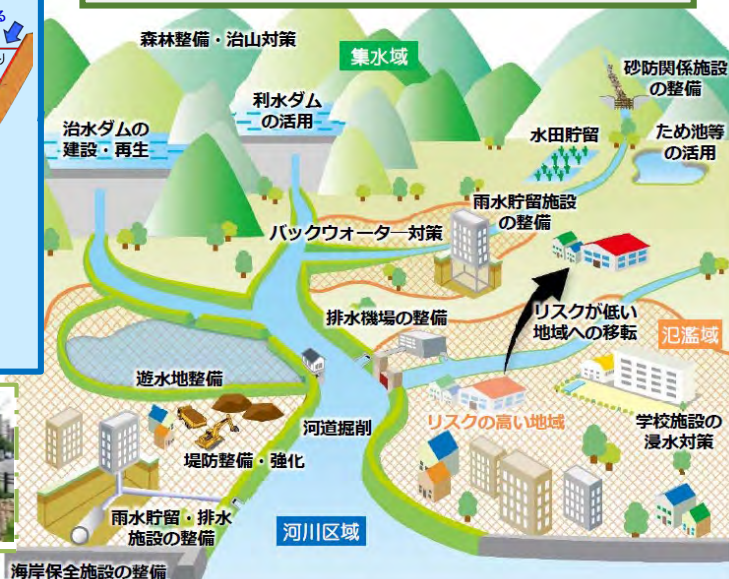 る
り
森林整備・治山対策
集水域
砂防関係施設
の整備
治水ダムの
建設・再生
利水ダム
の活用
水田貯留
ため池等
の活用
雨水貯留施設
の整備
バックウォーター対策
排水機場の整備
リスクが低い
地域への移転
氾濫域
遊水地整備
リスクの高い地域
学校施設の
浸水対策
河道掘削
堤防整備・強化
雨水貯留・排水
施設の整備
河川区域
海岸保全施設の整備